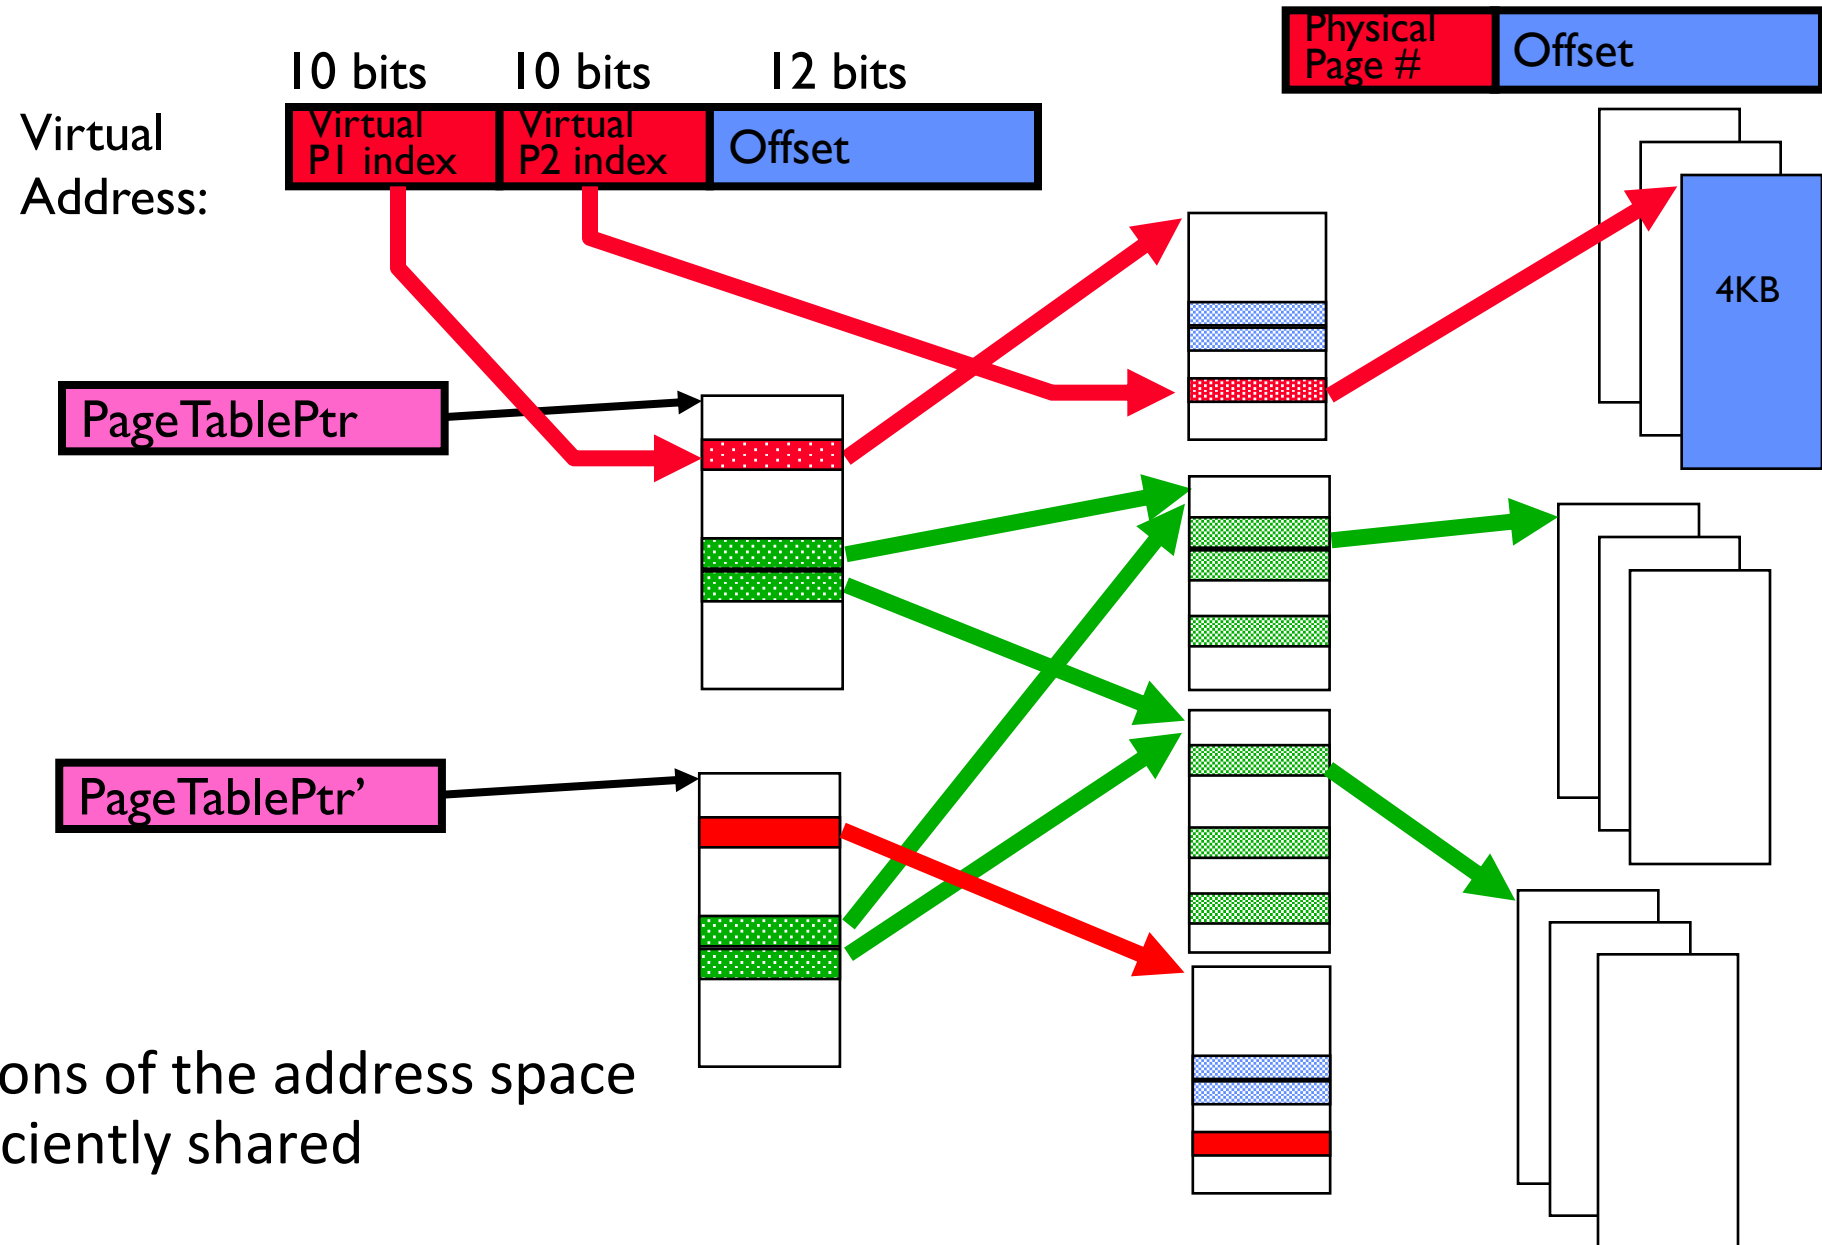 10 bits 10 bits 12 bits
Virtual
Address:
Virtual
P1 index
Virtual
P2 index
Offset
Physical
Page #
Offset
4KB
PageTablePtr
PageTablePtr’
ons of the address space
ciently shared